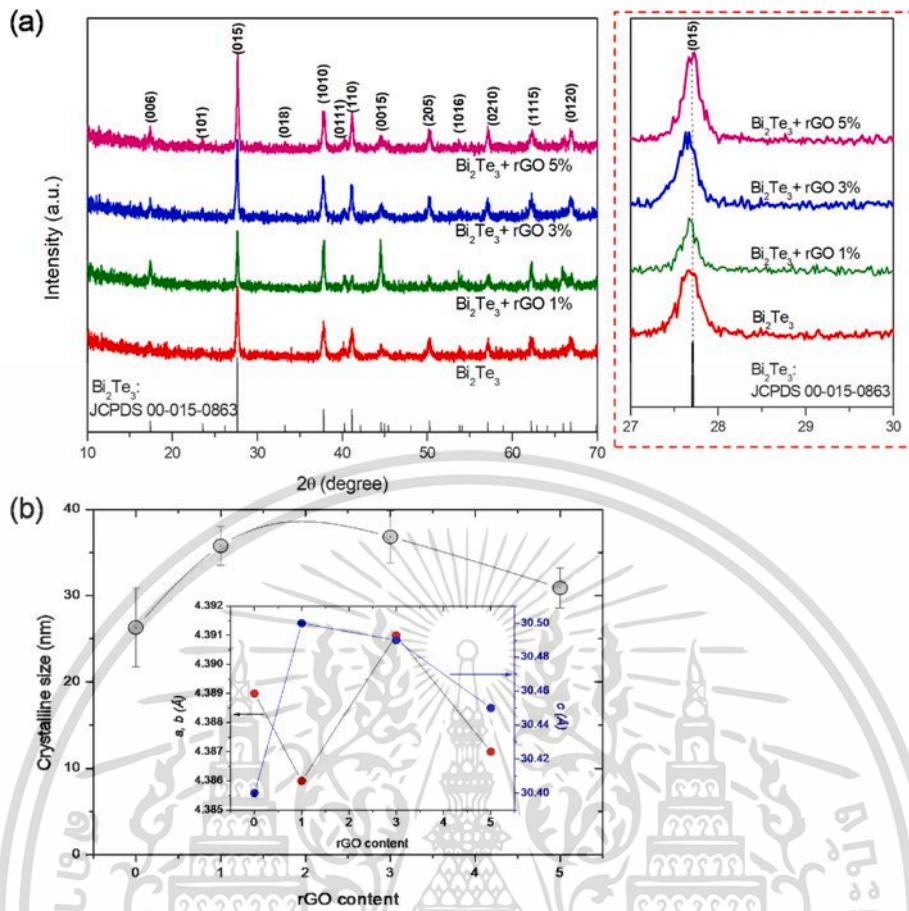 (a)
(006)
(101)
(015)
(018)
(1010)
(0111)
(110)
(0015)
(205)
(1016)
(0210)
(1115)
(0120)
Bi₂Te₃ + rGO 5%
Bi₂Te₃ + rGO 3%
Bi₂Te₃ + rGO 1%
Bi₂Te₃
Bi₂Te₃:
JCPDS 00-015-0863
Intensity (a.u.)
10 20 30 40 50 60 70
2θ (degree)
(015)
Bi₂Te₃ + rGO 5%
Bi₂Te₃ + rGO 3%
Bi₂Te₃ + rGO 1%
Bi₂Te₃
Bi₂Te₃:
JCPDS 00-015-0863
27 28 29 30
(b)
40
30
20
10
0
Crystalline size (nm)
4.392
4.391
4.390
4.389
4.388
4.387
4.386
4.385
a, b (Å)
30.50
30.49
30.46
30.44
30.42
30.40
c (Å)
0 1 2 3 4 5
rGO content
0 1 2 3 4 5
rGO content